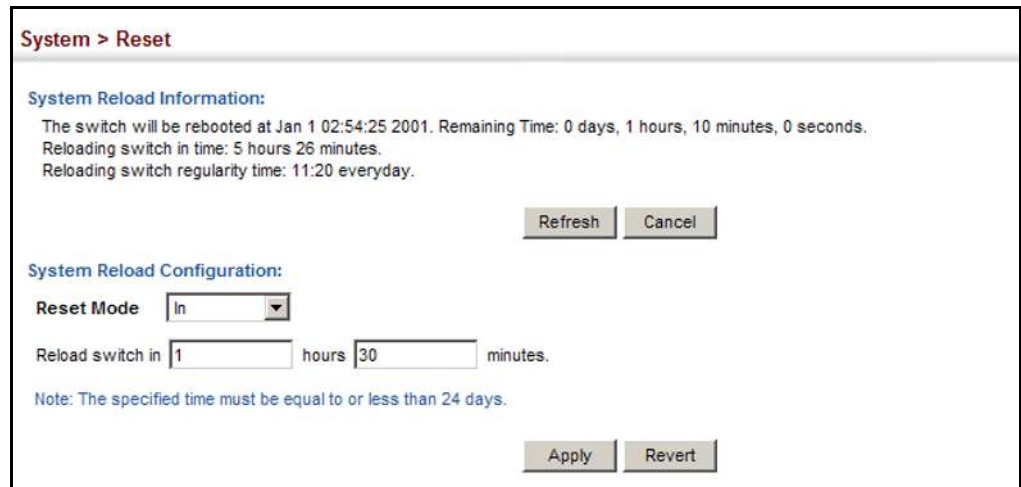 System > Reset
System Reload Information:
The switch will be rebooted at Jan 1 02:54:25 2001. Remaining Time: 0 days, 1 hours, 10 minutes, 0 seconds.
Reloading switch in time: 5 hours 26 minutes.
Reloading switch regularity time: 11:20 everyday.
Refresh Cancel
System Reload Configuration:
Reset Mode In
Reload switch in 1 hours 30 minutes.
Note: The specified time must be equal to or less than 24 days.
Apply Revert